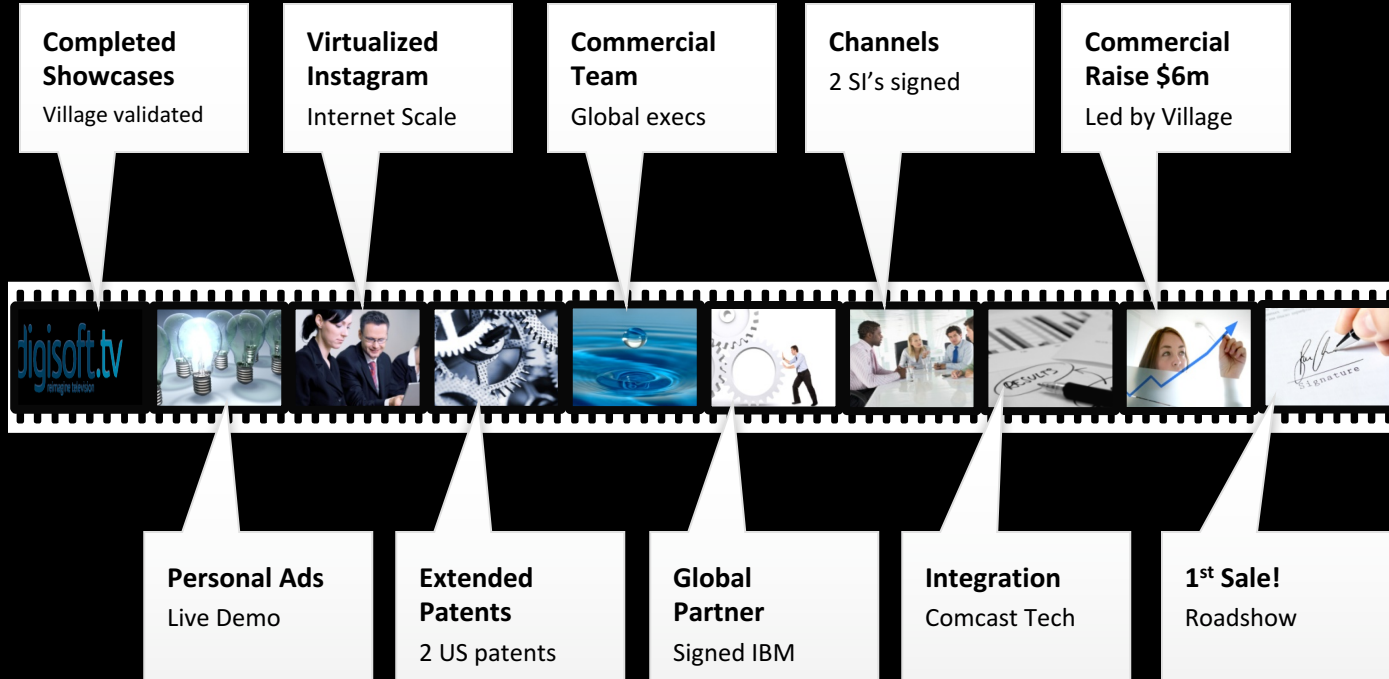 Completed
Showcases
Village validated
Virtualized
Instagram
Internet Scale
Commercial
Team
Global execs
Channels
2 SI’s signed
Commercial
Raise $6m
Led by Village
digisoft.tv
reimagine television
RESULTS
Signature
Personal Ads
Live Demo
Extended
Patents
2 US patents
Global
Partner
Signed IBM
Integration
Comcast Tech
1st Sale!
Roadshow